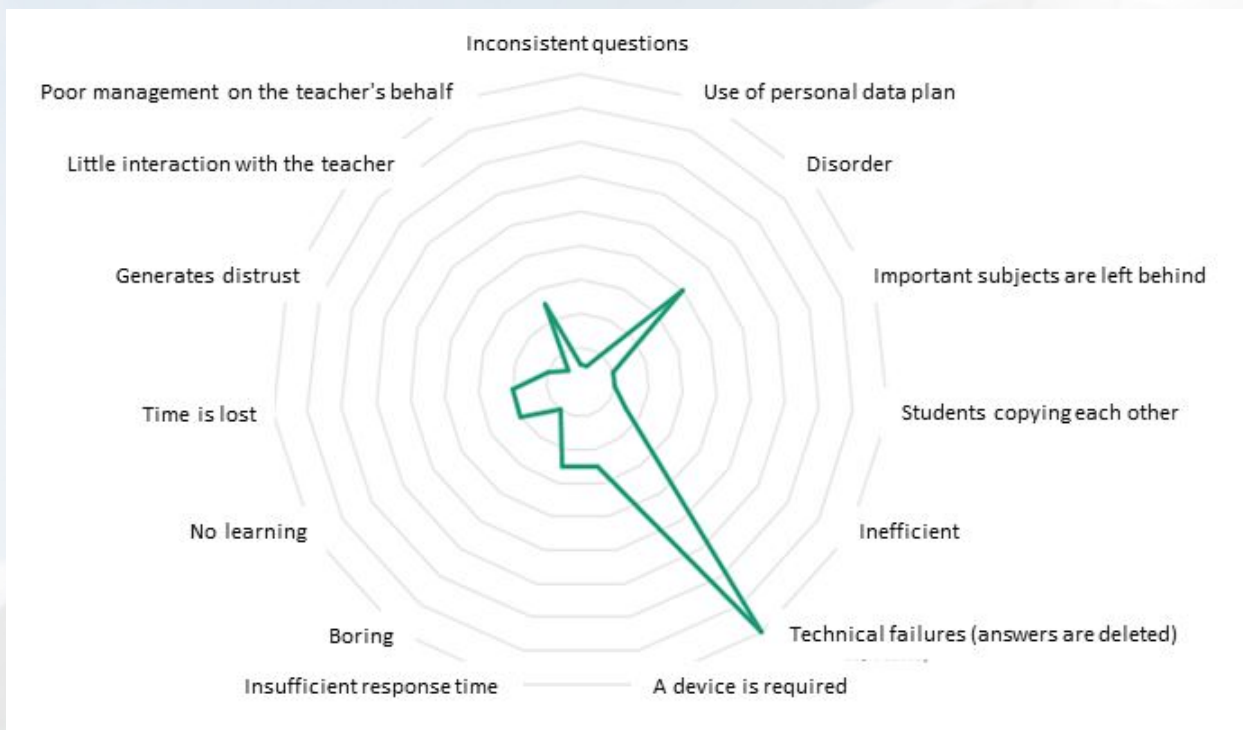 Inconsistent questions
Poor management on the teacher's behalf
Use of personal data plan
Little interaction with the teacher
Disorder
Generates distrust
Important subjects are left behind
Time is lost
Students copying each other
No learning
Inefficient
Boring
Technical failures (answers are deleted)
Insufficient response time
A device is required